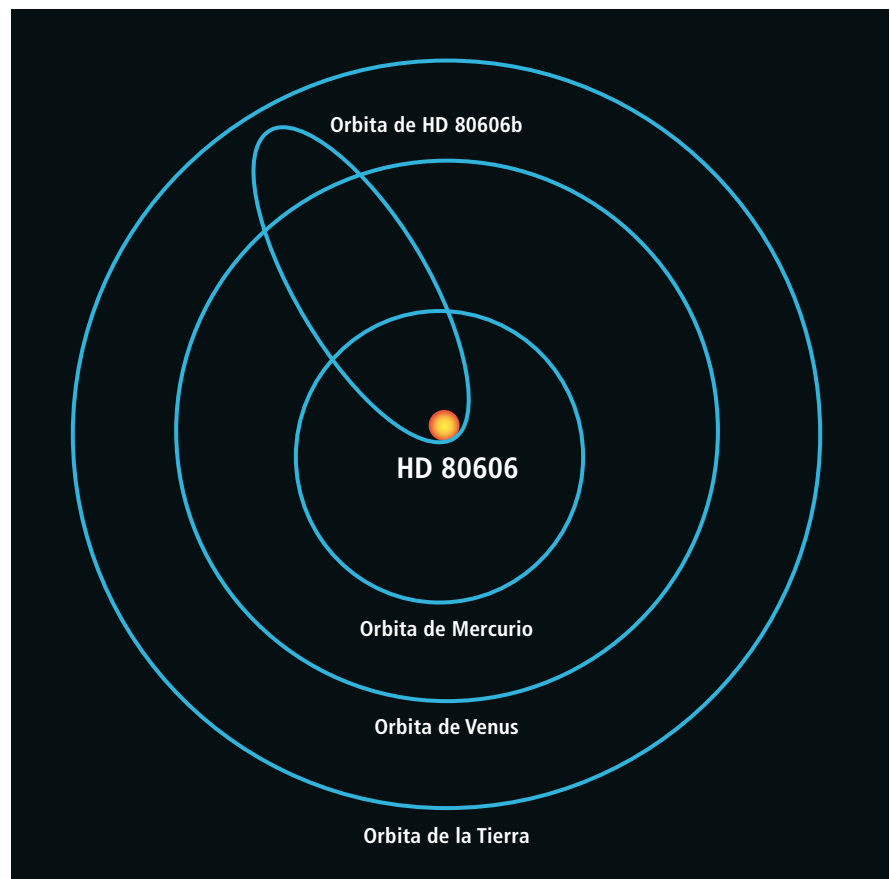 Orbita de HD 80606b
HD 80606
Orbita de Mercurio
Orbita de Venus
Orbita de la Tierra